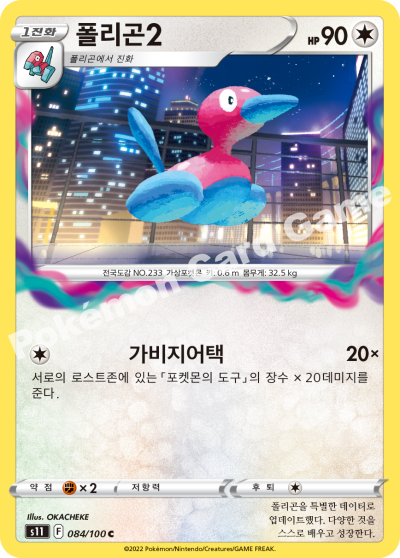 1진화
폴리곤2
HP 90
폴리곤에서 진화
전국도감 NO.233 가상포켓몬 키: 0.6 m 몸무게: 32.5 kg
Pokémon Card Game
가비지어택 20×
서로의 로스트존에 있는 「포켓몬의 도구」의 장수 × 20데미지를
준다.
약점 ×2 저항력 후퇴
Illus. OKACHEKE
s11 F 084/100 C
폴리곤을 특별한 데이터로
업데이트했다. 다양한 것을
스스로 배우고 성장한다.
©2022 Pokémon/Nintendo/Creatures/GAME FREAK.